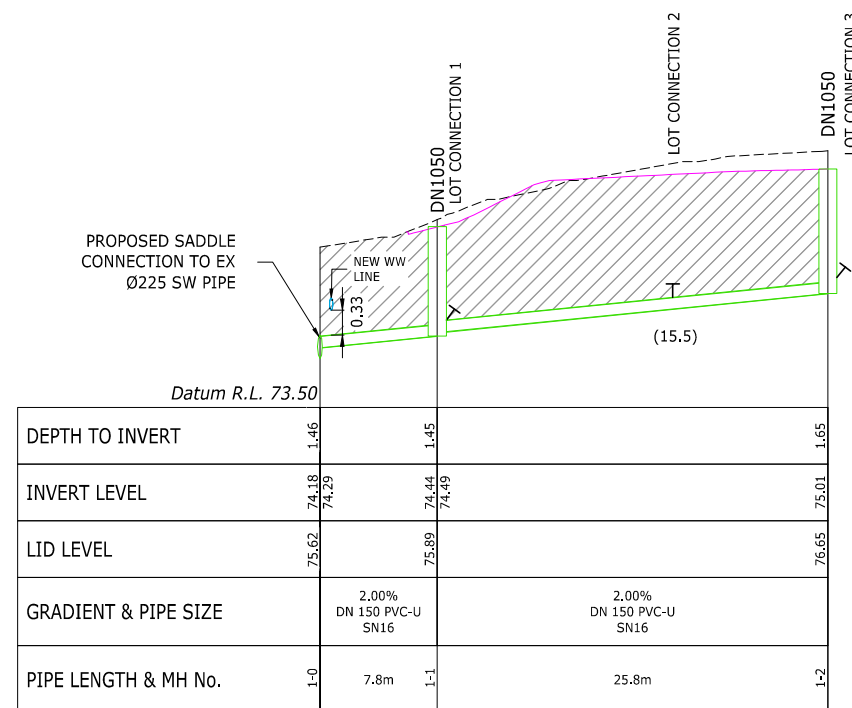 DN1050
LOT CONNECTION 1
LOT CONNECTION 2
DN1050
LOT CONNECTION 3
PROPOSED SADDLE
CONNECTION TO EX
Ø225 SW PIPE
NEW WW
LINE
0.33
(15.5)
Datum R.L. 73.50
DEPTH TO INVERT
1.46
1.45
1.65
INVERT LEVEL
74.18
74.29
74.44
74.49
75.01
LID LEVEL
75.62
75.89
76.65
GRADIENT & PIPE SIZE
2.00%
DN 150 PVC-U
SN16
2.00%
DN 150 PVC-U
SN16
PIPE LENGTH & MH No.
1-0
7.8m
1-1
25.8m
1-2